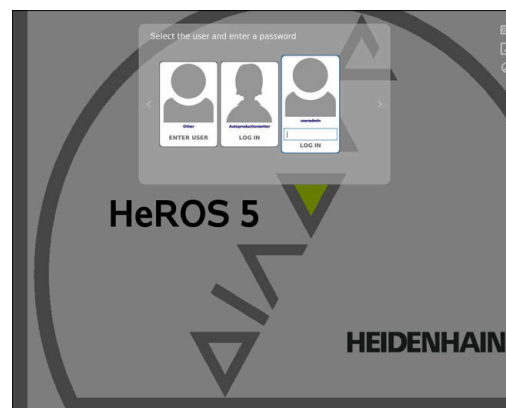 Select the user and enter a password
Other
ENTER USER
Autoproductionsetter
LOG IN
useradmin
LOG IN
HeROS 5
HEIDENHAIN